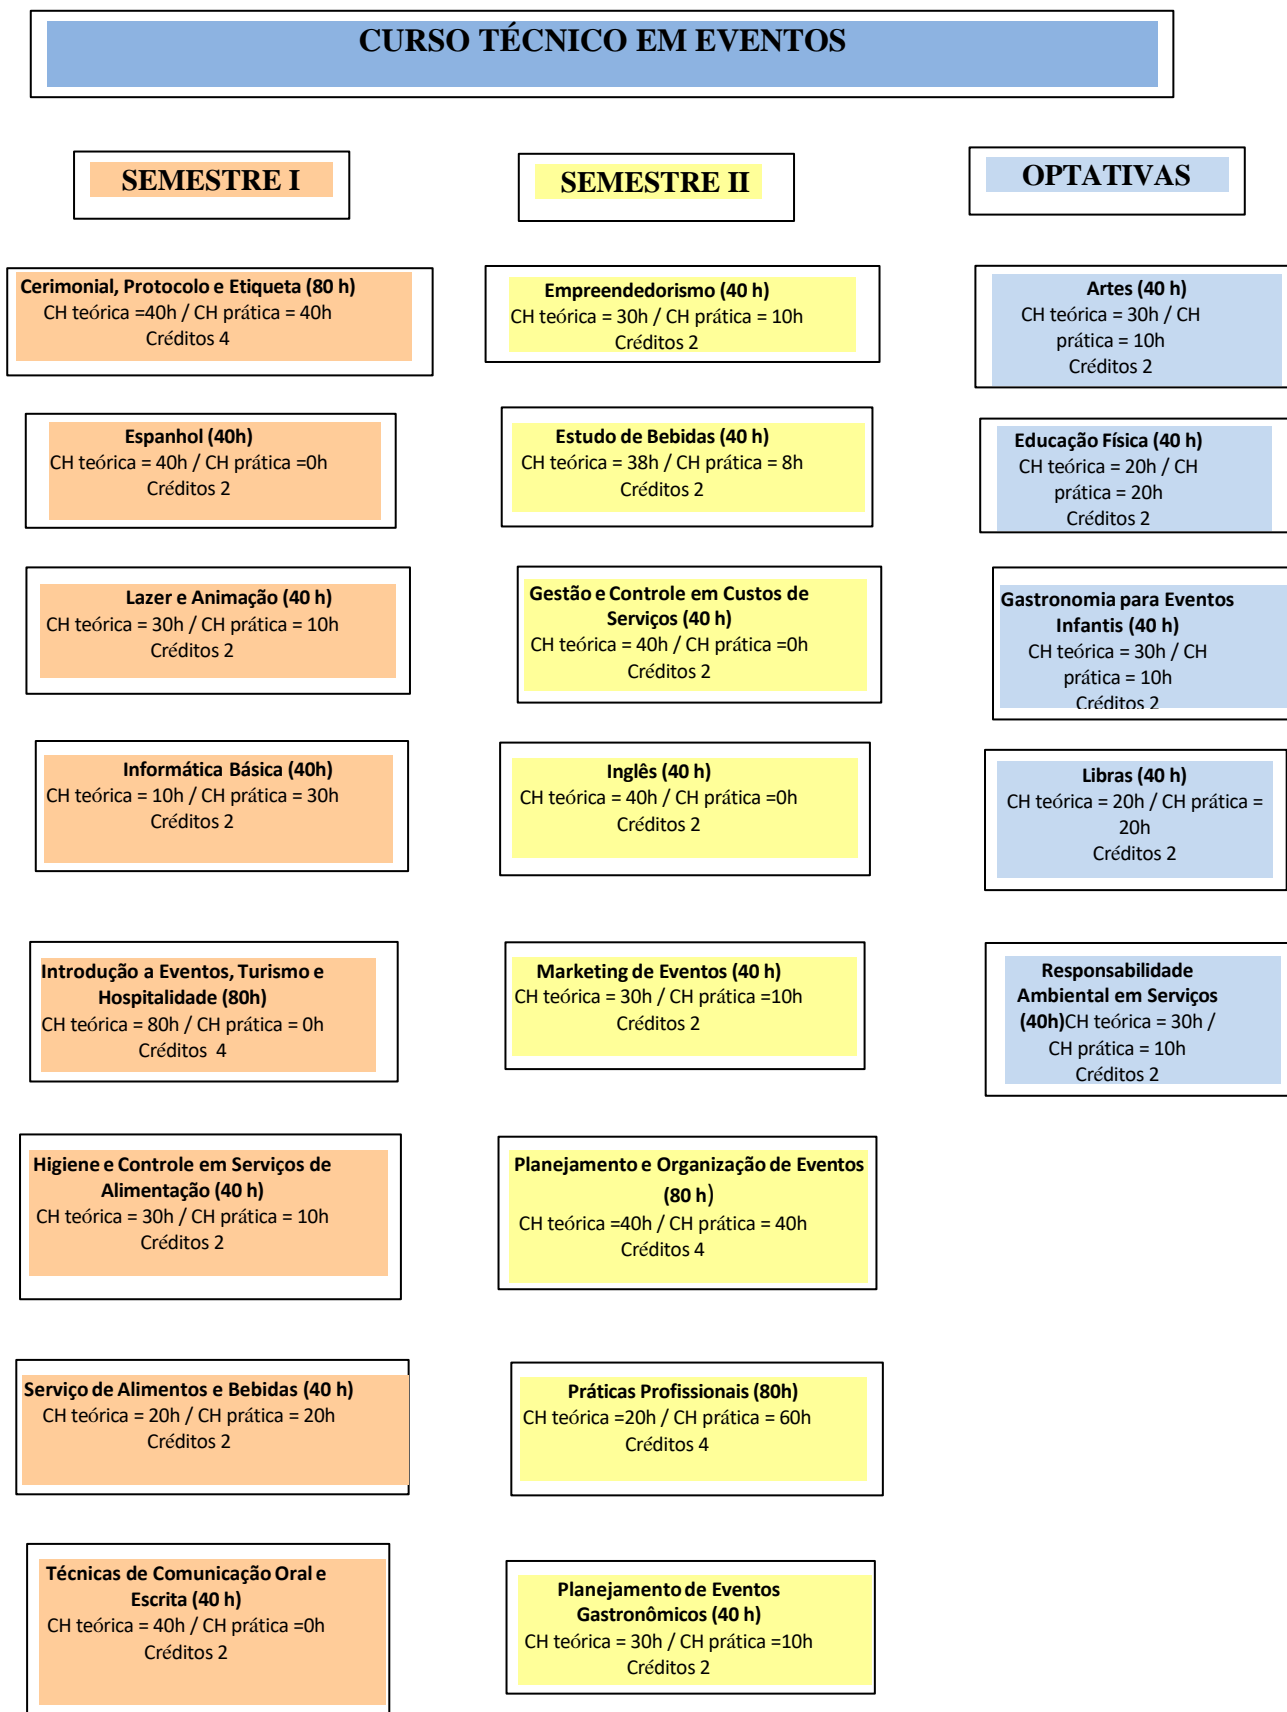 CURSO TÉCNICO EM EVENTOS
SEMESTRE I
Cerimonial, Protocolo e Etiqueta (80 h)
CH teórica =40h / CH prática = 40h
Créditos 4
Espanhol (40h)
CH teórica = 40h / CH prática =0h
Créditos 2
Lazer e Animação (40 h)
CH teórica = 30h / CH prática = 10h
Créditos 2
Informática Básica (40h)
CH teórica = 10h / CH prática = 30h
Créditos 2
Introdução a Eventos, Turismo e
Hospitalidade (80h)
CH teórica = 80h / CH prática = 0h
Créditos 4
Higiene e Controle em Serviços de
Alimentação (40 h)
CH teórica = 30h / CH prática = 10h
Créditos 2
Serviço de Alimentos e Bebidas (40 h)
CH teórica = 20h / CH prática = 20h
Créditos 2
Técnicas de Comunicação Oral e
Escrita (40 h)
CH teórica = 40h / CH prática =0h
Créditos 2
SEMESTRE II
Empreendedorismo (40 h)
CH teórica = 30h / CH prática = 10h
Créditos 2
Estudo de Bebidas (40 h)
CH teórica = 38h / CH prática = 8h
Créditos 2
Gestão e Controle em Custos de
Serviços (40 h)
CH teórica = 40h / CH prática =0h
Créditos 2
Inglês (40 h)
CH teórica = 40h / CH prática =0h
Créditos 2
Marketing de Eventos (40 h)
CH teórica = 30h / CH prática =10h
Créditos 2
Planejamento e Organização de Eventos
(80 h)
CH teórica =40h / CH prática = 40h
Créditos 4
Práticas Profissionais (80h)
CH teórica =20h / CH prática = 60h
Créditos 4
Planejamento de Eventos
Gastronômicos (40 h)
CH teórica = 30h / CH prática =10h
Créditos 2
OPTATIVAS
Artes (40 h)
CH teórica = 30h / CH
prática = 10h
Créditos 2
Educação Física (40 h)
CH teórica = 20h / CH
prática = 20h
Créditos 2
Gastronomia para Eventos
Infantis (40 h)
CH teórica = 30h / CH
prática = 10h
Créditos 2
Libras (40 h)
CH teórica = 20h / CH prática =
20h
Créditos 2
Responsabilidade
Ambiental em Serviços
(40h)CH teórica = 30h /
CH prática = 10h
Créditos 2